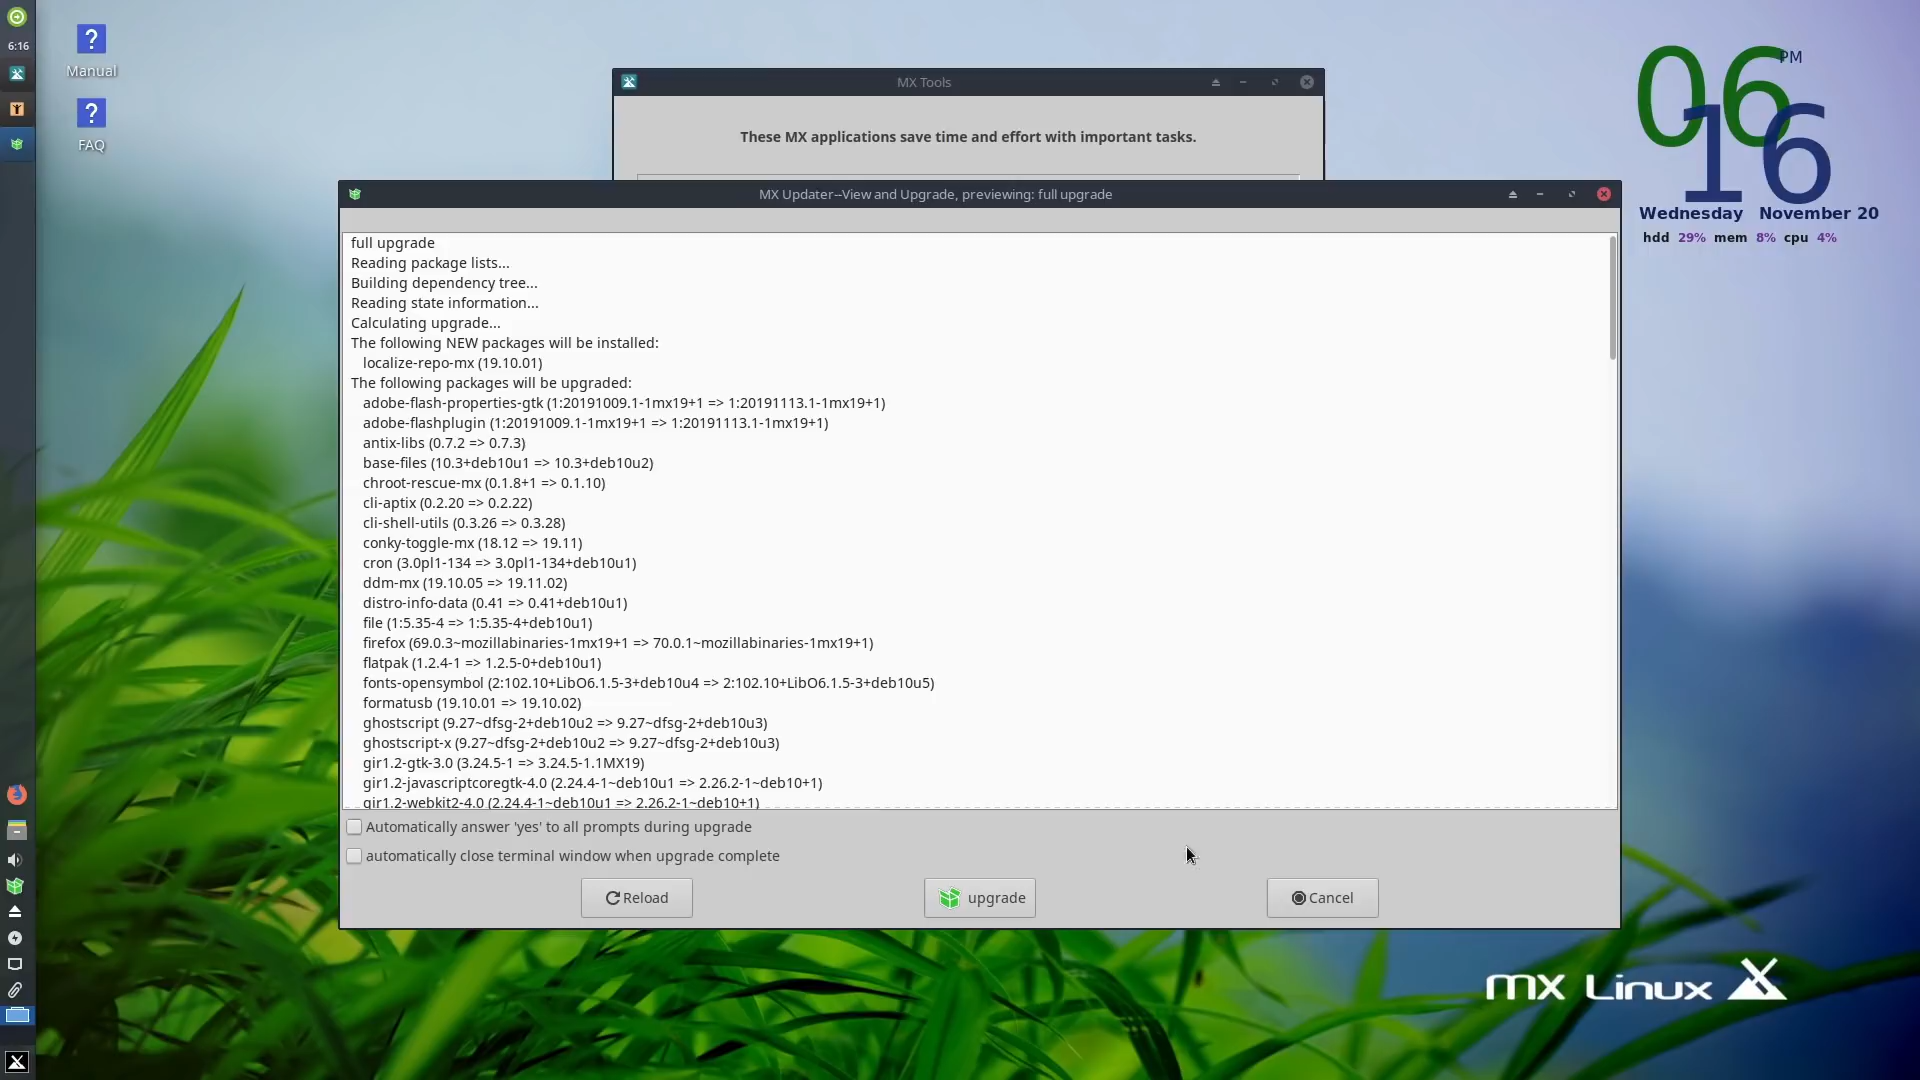 6:16
Manual
FAQ
MX Tools
These MX applications save time and effort with important tasks.
06 PM
16
Wednesday November 20
hdd 29% mem 8% cpu 4%
MX Updater--View and Upgrade, previewing: full upgrade
full upgrade
Reading package lists...
Building dependency tree...
Reading state information...
Calculating upgrade...
The following NEW packages will be installed:
localize-repo-mx (19.10.01)
The following packages will be upgraded:
adobe-flash-properties-gtk (1:20191009.1-1mx19+1 => 1:20191113.1-1mx19+1)
adobe-flashplugin (1:20191009.1-1mx19+1 => 1:20191113.1-1mx19+1)
antix-libs (0.7.2 => 0.7.3)
base-files (10.3+deb10u1 => 10.3+deb10u2)
chroot-rescue-mx (0.1.8+1 => 0.1.10)
cli-aptix (0.2.20 => 0.2.22)
cli-shell-utils (0.3.26 => 0.3.28)
conky-toggle-mx (18.12 => 19.11)
cron (3.0pl1-134 => 3.0pl1-134+deb10u1)
ddm-mx (19.10.05 => 19.11.02)
distro-info-data (0.41 => 0.41+deb10u1)
file (1:5.35-4 => 1:5.35-4+deb10u1)
firefox (69.0.3~mozillabinaries-1mx19+1 => 70.0.1~mozillabinaries-1mx19+1)
flatpak (1.2.4-1 => 1.2.5-0+deb10u1)
fonts-opensymbol (2:102.10+LibO6.1.5-3+deb10u4 => 2:102.10+LibO6.1.5-3+deb10u5)
formatusb (19.10.01 => 19.10.02)
ghostscript (9.27~dfsg-2+deb10u2 => 9.27~dfsg-2+deb10u3)
ghostscript-x (9.27~dfsg-2+deb10u2 => 9.27~dfsg-2+deb10u3)
gir1.2-gtk-3.0 (3.24.5-1 => 3.24.5-1.1MX19)
gir1.2-javascriptcoregtk-4.0 (2.24.4-1~deb10u1 => 2.26.2-1~deb10+1)
gir1.2-webkit2-4.0 (2.24.4-1~deb10u1 => 2.26.2-1~deb10+1)
Automatically answer 'yes' to all prompts during upgrade
automatically close terminal window when upgrade complete
Reload
upgrade
Cancel
mx Linux